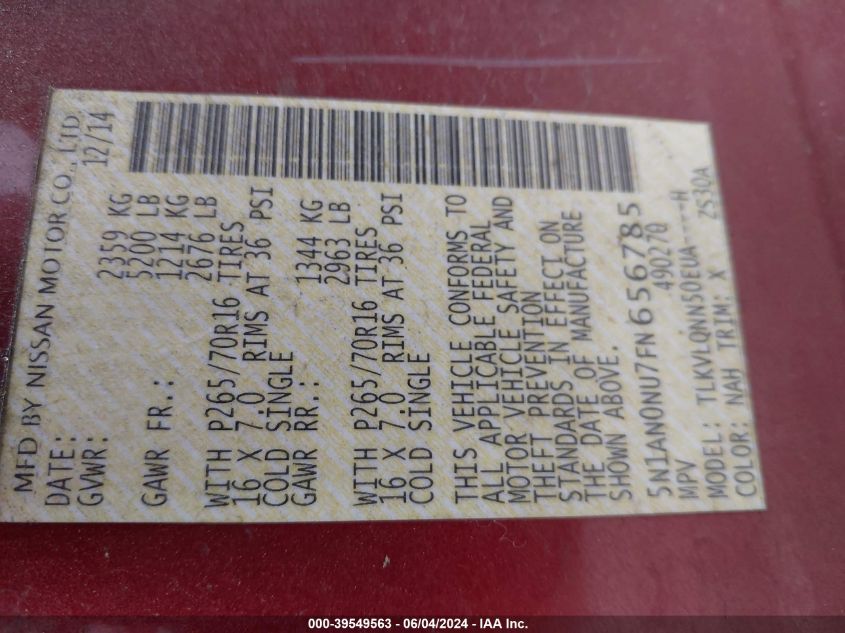 MFD BY NISSAN MOTOR CO., LTD
DATE: 12/14
GVWR: 2359 KG
5200 LB
GAWR FR.: 1214 KG
2676 LB
WITH P265/70R16 TIRES
16 X 7.0 RIMS AT 36 PSI
COLD SINGLE
GAWR RR.: 1344 KG
2963 LB
WITH P265/70R16 TIRES
16 X 7.0 RIMS AT 36 PSI
COLD SINGLE
THIS VEHICLE CONFORMS TO
ALL APPLICABLE FEDERAL
MOTOR VEHICLE SAFETY AND
THEFT PREVENTION
STANDARDS IN EFFECT ON
THE DATE OF MANUFACTURE
SHOWN ABOVE.
5N1AN0NU7FN656785
MPV 490270
MODEL: TLKVLQNN50EUA----H
COLOR: NAH TRIM: X ZS30A
000-39549563 - 06/04/2024 - IAA Inc.